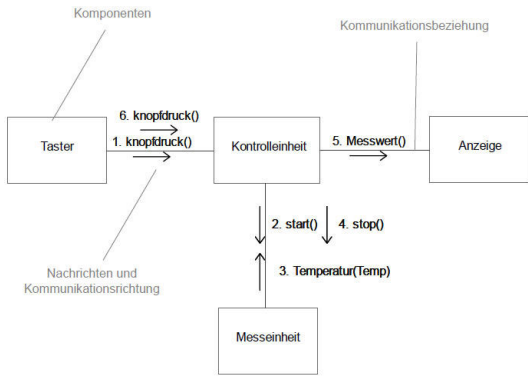 Komponenten
Kommunikationsbeziehung
6. knopfdruck()
1. knopfdruck()
5. Messwert()
Taster
Kontrolleinheit
Anzeige
2. start()
4. stop()
3. Temperatur(Temp)
Nachrichten und
Kommunikationsrichtung
Messeinheit